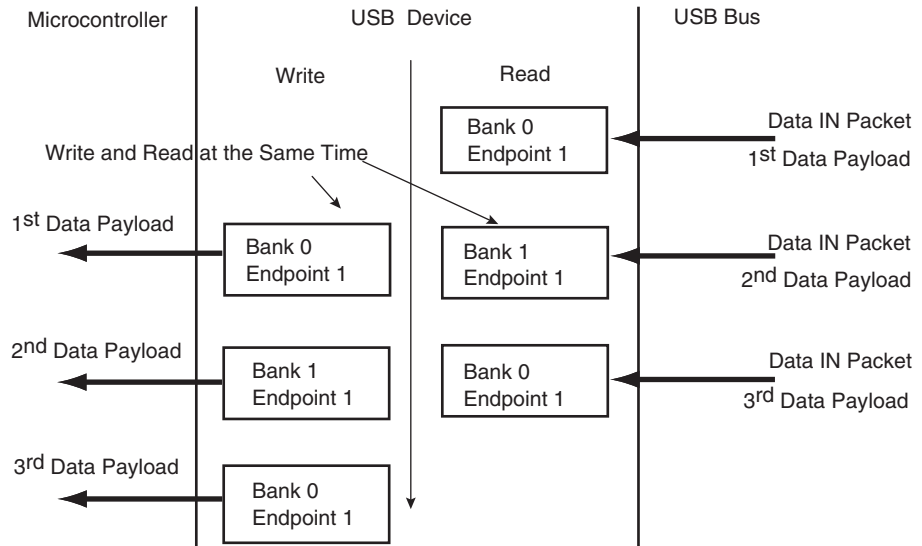 Microcontroller
USB Device
USB Bus
Write
Read
Bank 0
Endpoint 1
Data IN Packet
1st Data Payload
Write and Read at the Same Time
1st Data Payload
Bank 0
Endpoint 1
Bank 1
Endpoint 1
Data IN Packet
2nd Data Payload
2nd Data Payload
Bank 1
Endpoint 1
Bank 0
Endpoint 1
Data IN Packet
3rd Data Payload
3rd Data Payload
Bank 0
Endpoint 1